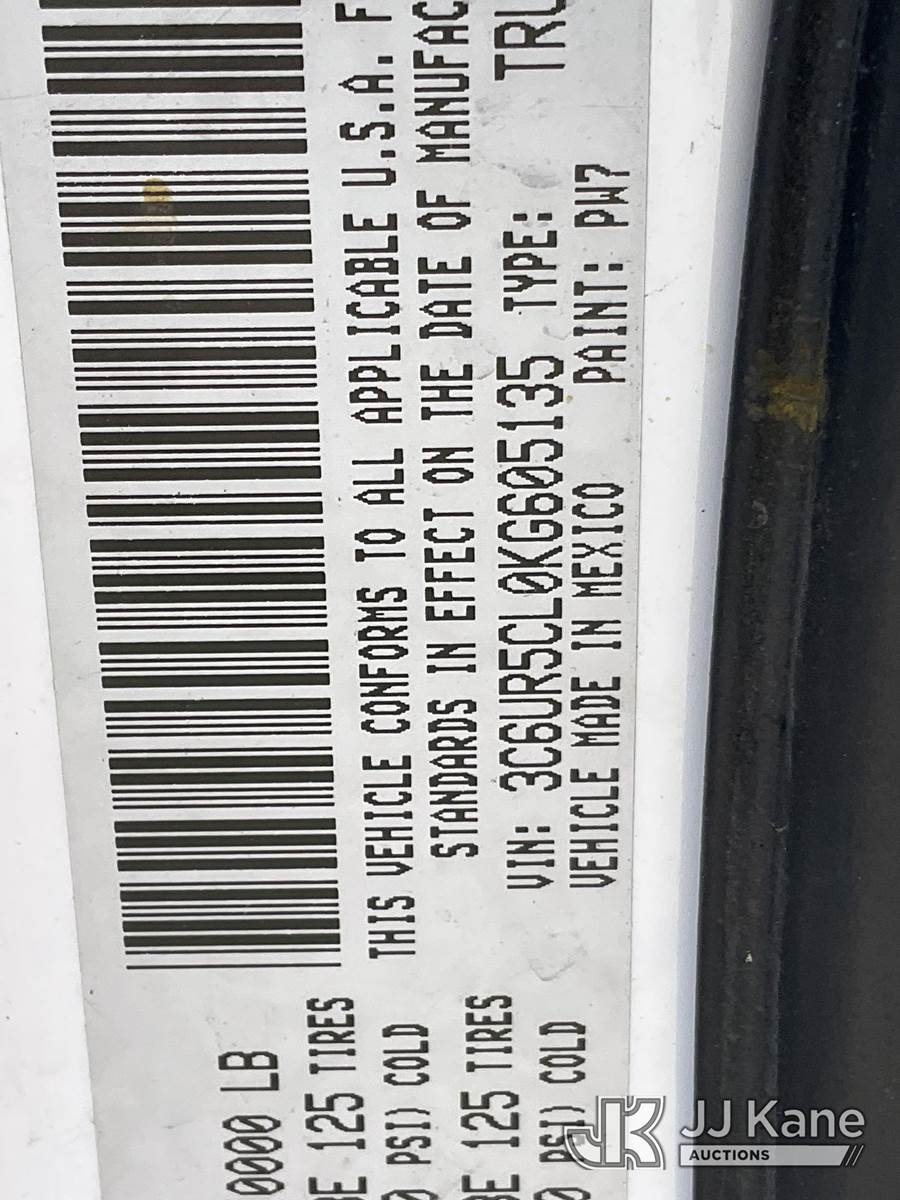 0000 LB
125 TIRES
PSI) COLD
125 TIRES
PSI) COLD
THIS VEHICLE CONFORMS TO ALL APPLICABLE U.S.A. F
STANDARDS IN EFFECT ON THE DATE OF MANUFAC
VIN: 3C6UR5CL0KG605135 TYPE: TRU
VEHICLE MADE IN MEXICO PAINT: PW7
JJ Kane
AUCTIONS